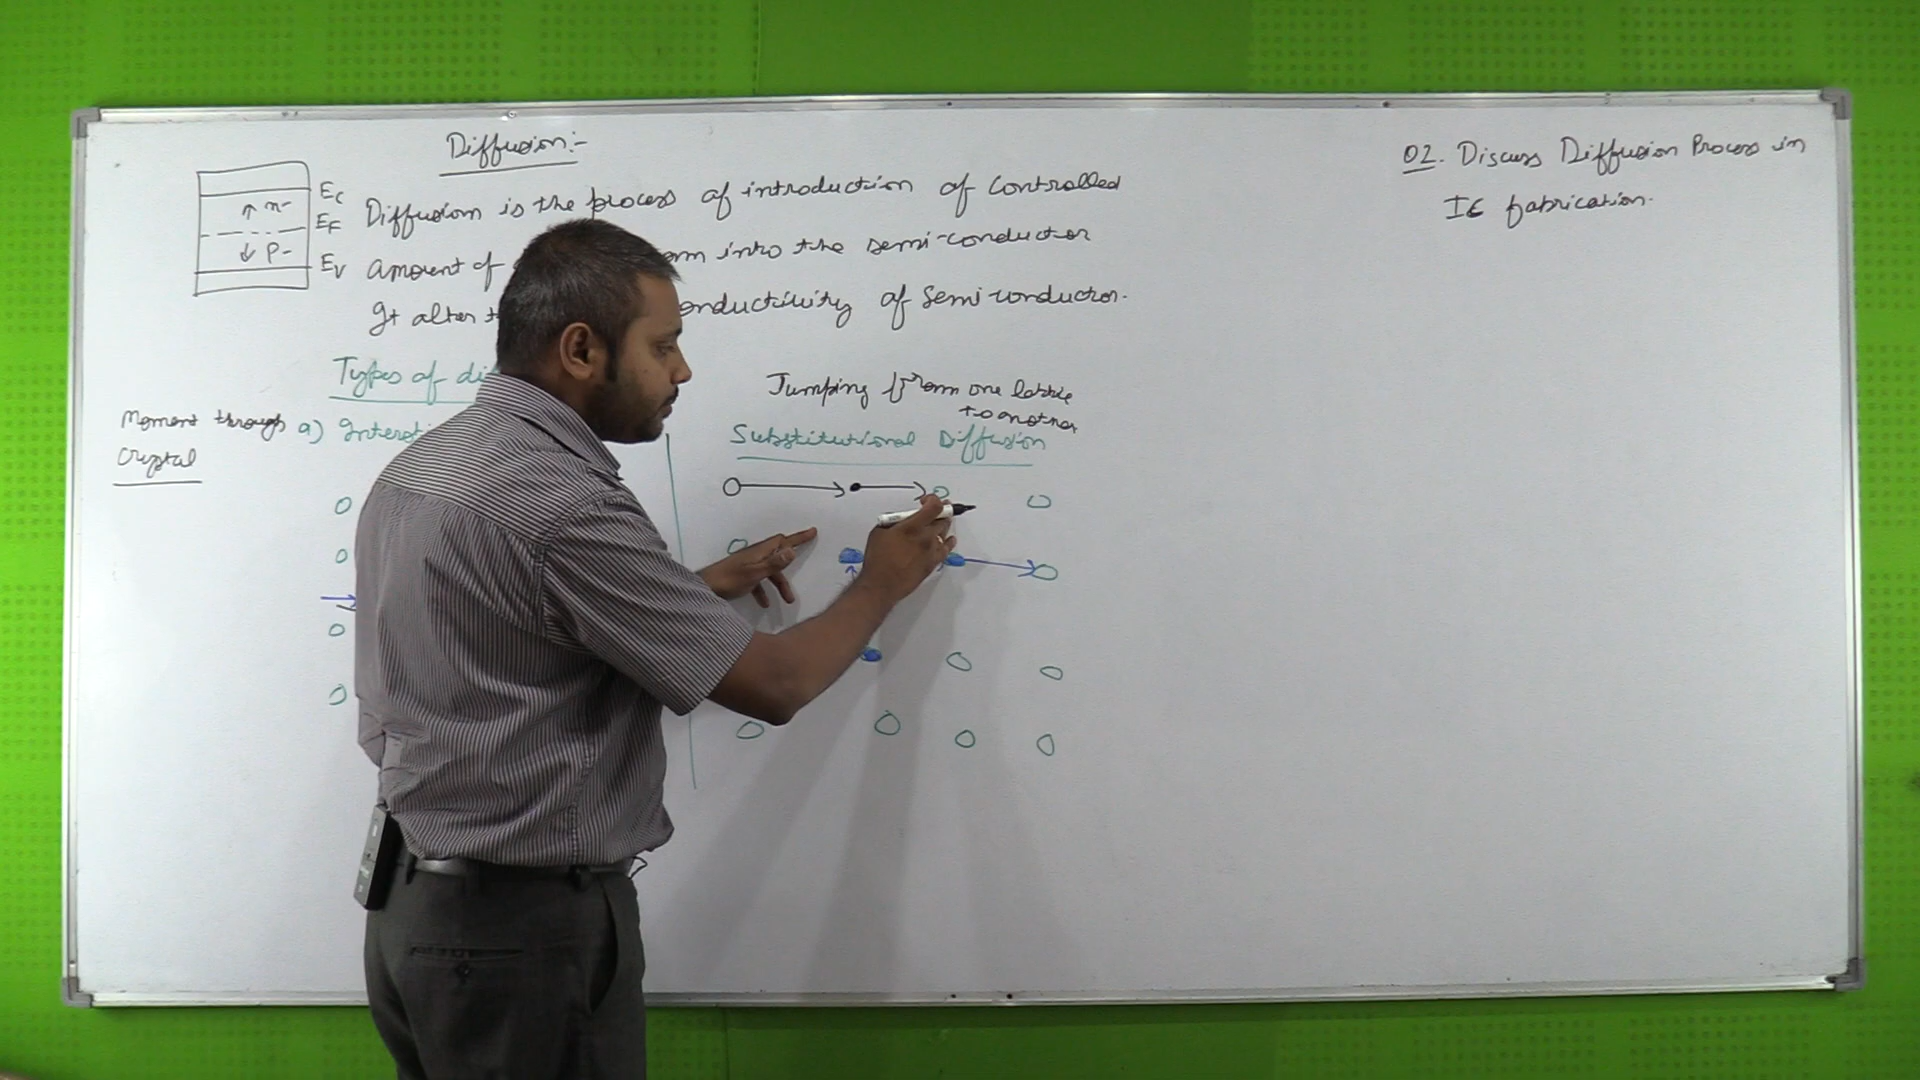 Diffusion:-
EC
↑ n-
EF
↓ P-
EV
Diffusion is the process of introduction of controlled
amount of into the semi-conductor
It alter conductivity of semi-conductor.
Types of
Jumping from one lattice
to another
Moment through
Crystal
a)
Substitutional Diffusion
Q2. Discuss Diffusion Process in
IC fabrication.